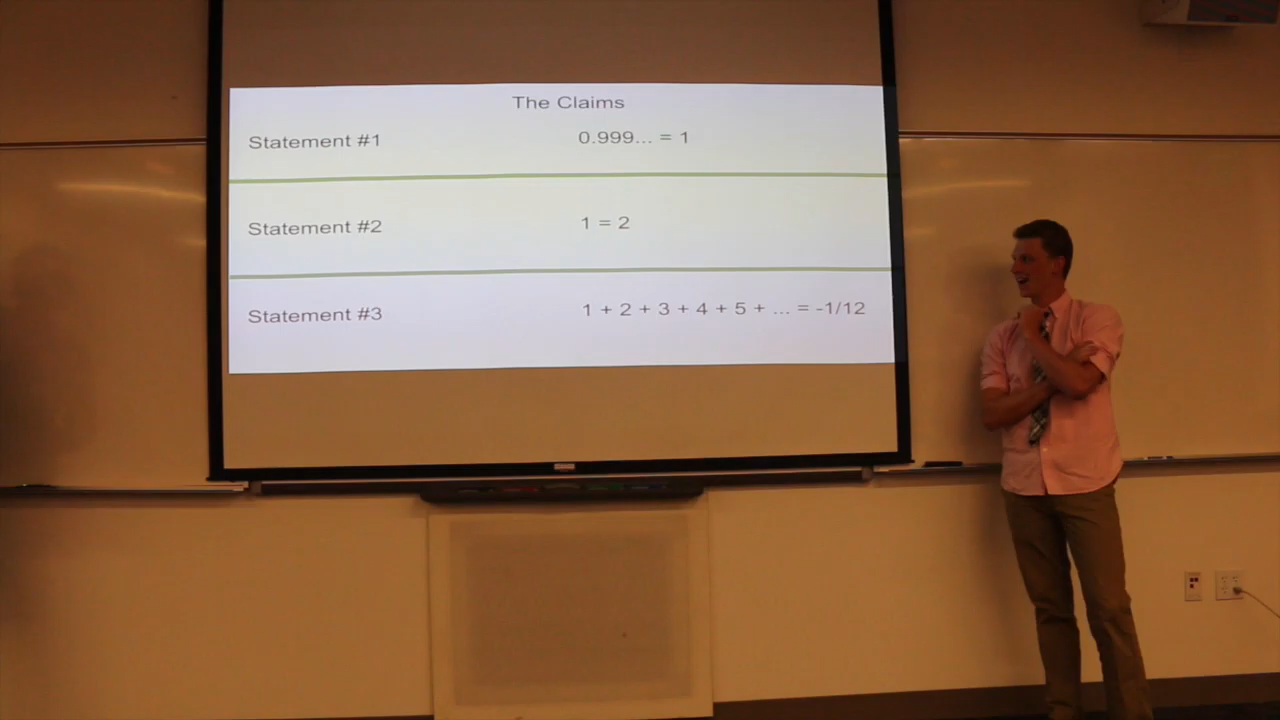 The Claims
Statement #1 0.999... = 1
Statement #2 1 = 2
Statement #3 1 + 2 + 3 + 4 + 5 + ... = -1/12